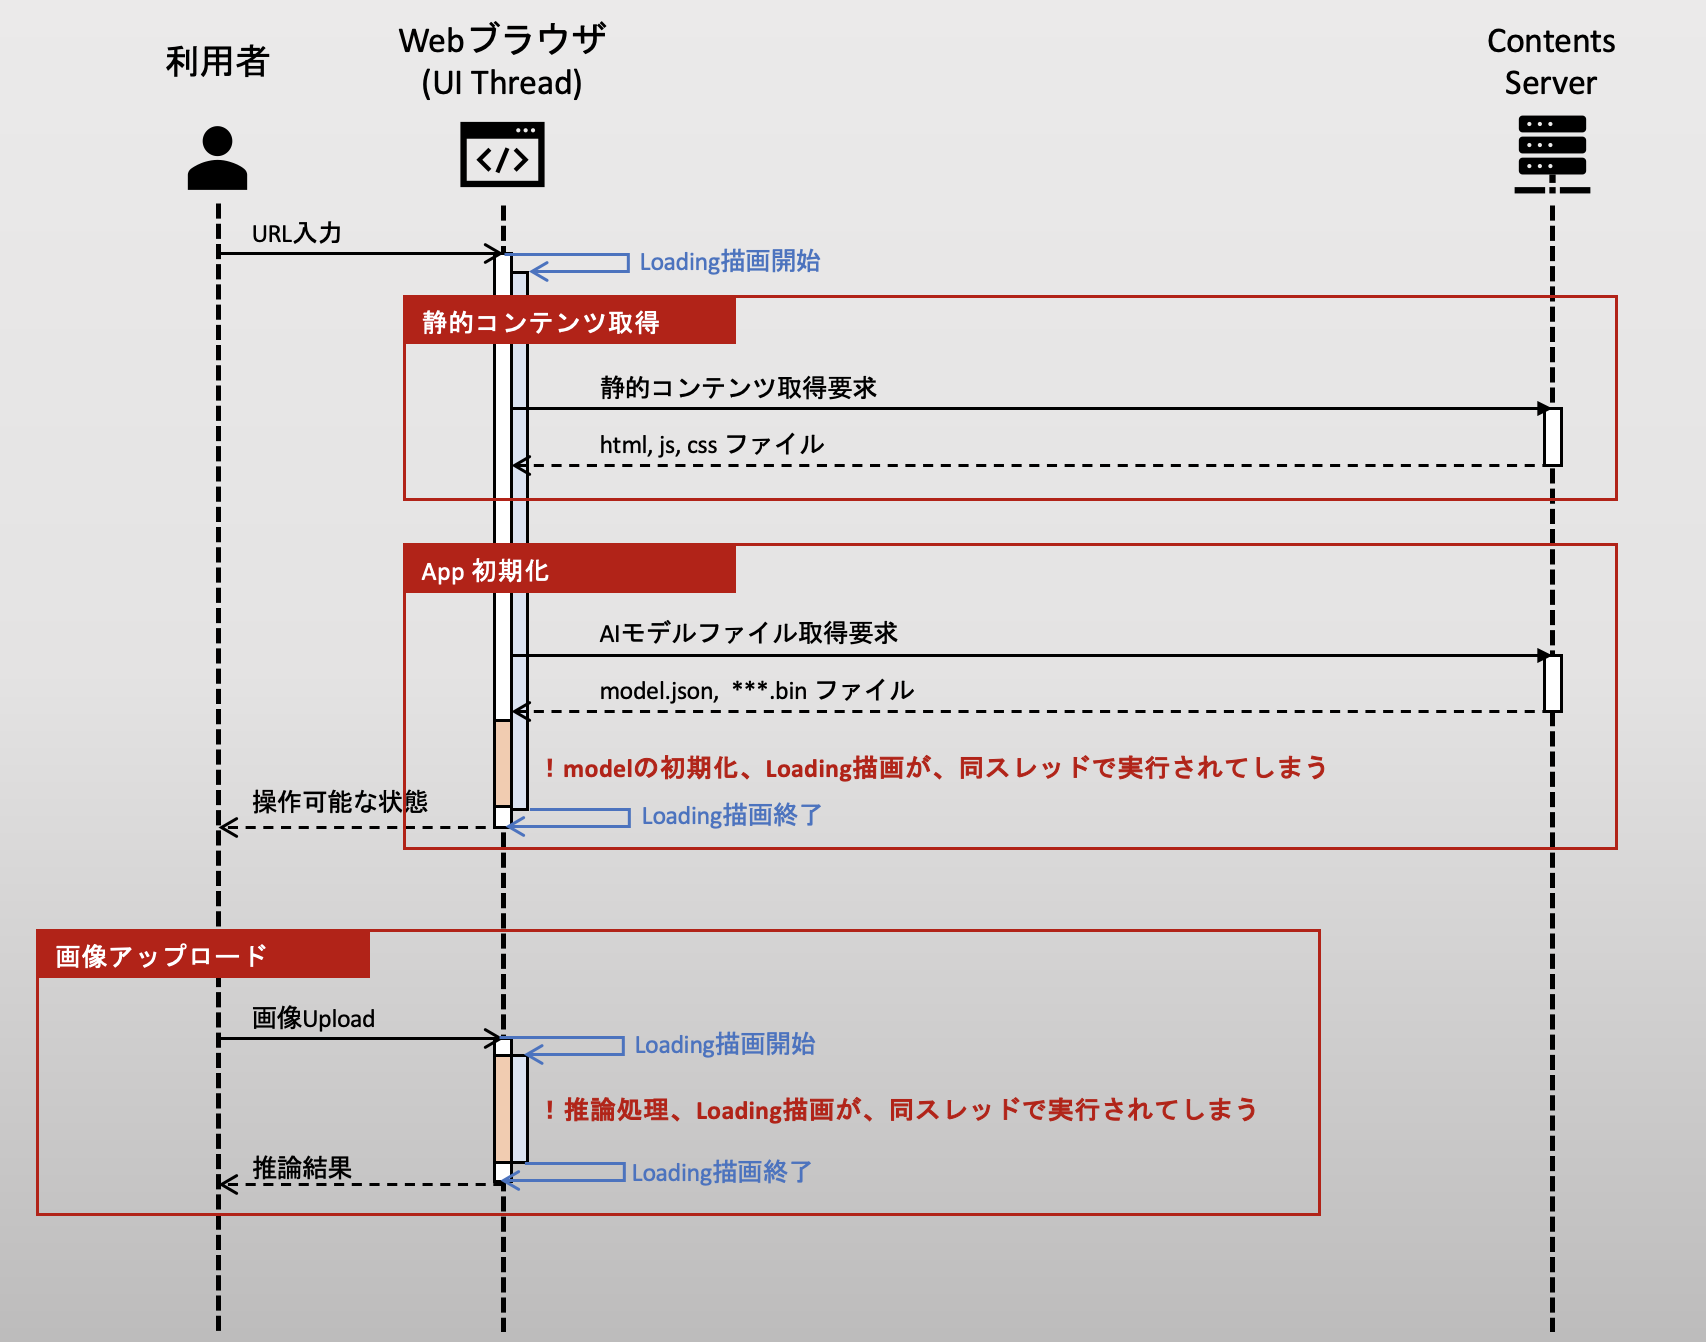 利用者
Webブラウザ
(UI Thread)
Contents
Server
URL入力
Loading描画開始
静的コンテンツ取得
静的コンテンツ取得要求
html, js, css ファイル
App 初期化
AIモデルファイル取得要求
model.json, ***.bin ファイル
！modelの初期化、Loading描画が、同スレッドで実行されてしまう
操作可能な状態
Loading描画終了
画像アップロード
画像Upload
Loading描画開始
！推論処理、Loading描画が、同スレッドで実行されてしまう
推論結果
Loading描画終了